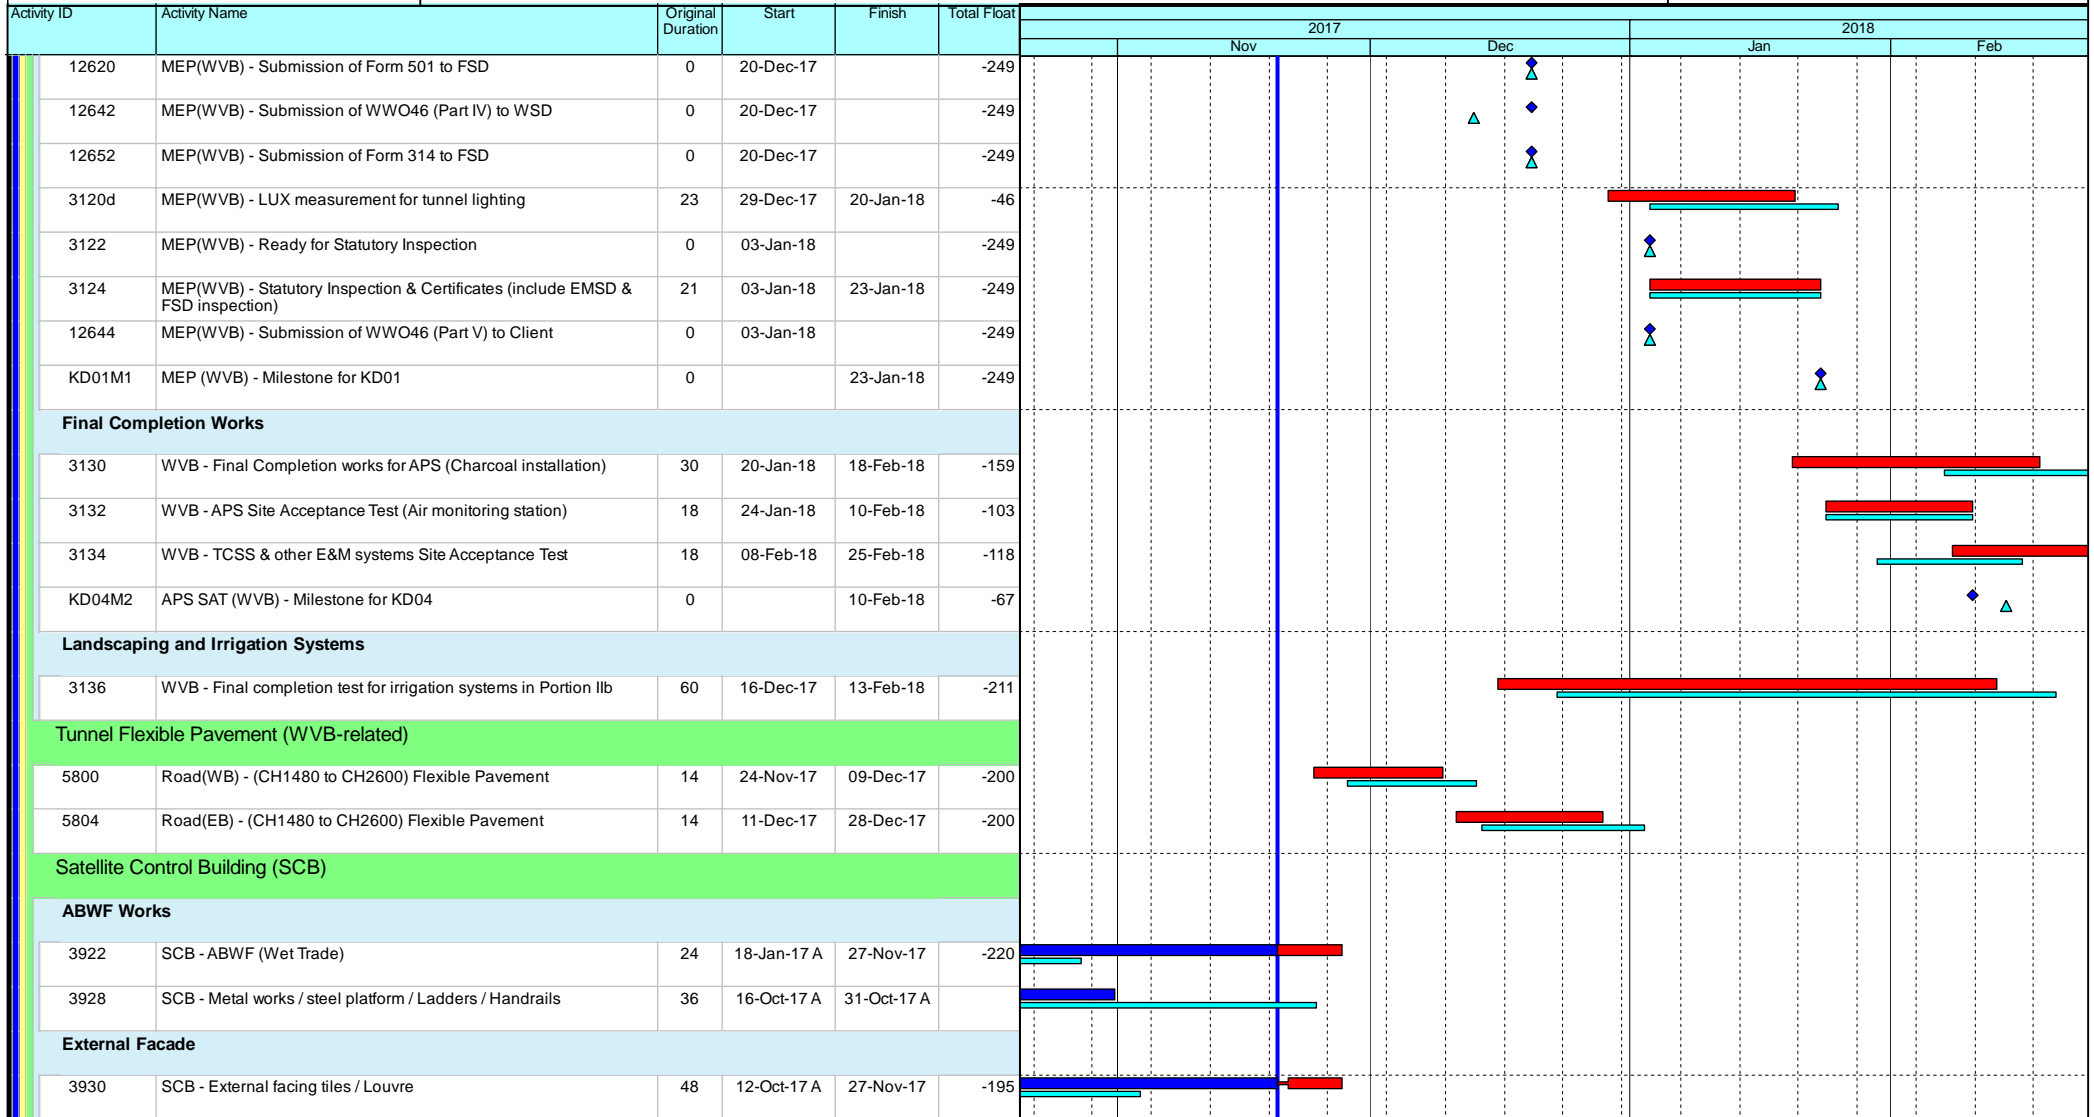 Activity ID Activity Name Original Duration Start Finish Total Float
2017 2018
Nov Dec Jan Feb
12620 MEP(WVB) - Submission of Form 501 to FSD 0 20-Dec-17 -249
12642 MEP(WVB) - Submission of WWO46 (Part IV) to WSD 0 20-Dec-17 -249
12652 MEP(WVB) - Submission of Form 314 to FSD 0 20-Dec-17 -249
3120d MEP(WVB) - LUX measurement for tunnel lighting 23 29-Dec-17 20-Jan-18 -46
3122 MEP(WVB) - Ready for Statutory Inspection 0 03-Jan-18 -249
3124 MEP(WVB) - Statutory Inspection & Certificates (include EMSD & 21 03-Jan-18 23-Jan-18 -249
FSD inspection)
12644 MEP(WVB) - Submission of WWO46 (Part V) to Client 0 03-Jan-18 -249
KD01M1 MEP (WVB) - Milestone for KD01 0 23-Jan-18 -249
Final Completion Works
3130 WVB - Final Completion works for APS (Charcoal installation) 30 20-Jan-18 18-Feb-18 -159
3132 WVB - APS Site Acceptance Test (Air monitoring station) 18 24-Jan-18 10-Feb-18 -103
3134 WVB - TCSS & other E&M systems Site Acceptance Test 18 08-Feb-18 25-Feb-18 -118
KD04M2 APS SAT (WVB) - Milestone for KD04 0 10-Feb-18 -67
Landscaping and Irrigation Systems
3136 WVB - Final completion test for irrigation systems in Portion IIb 60 16-Dec-17 13-Feb-18 -211
Tunnel Flexible Pavement (WVB-related)
5800 Road(WB) - (CH1480 to CH2600) Flexible Pavement 14 24-Nov-17 09-Dec-17 -200
5804 Road(EB) - (CH1480 to CH2600) Flexible Pavement 14 11-Dec-17 28-Dec-17 -200
Satellite Control Building (SCB)
ABWF Works
3922 SCB - ABWF (Wet Trade) 24 18-Jan-17 A 27-Nov-17 -220
3928 SCB - Metal works / steel platform / Ladders / Handrails 36 16-Oct-17 A 31-Oct-17 A
External Facade
3930 SCB - External facing tiles / Louvre 48 12-Oct-17 A 27-Nov-17 -195